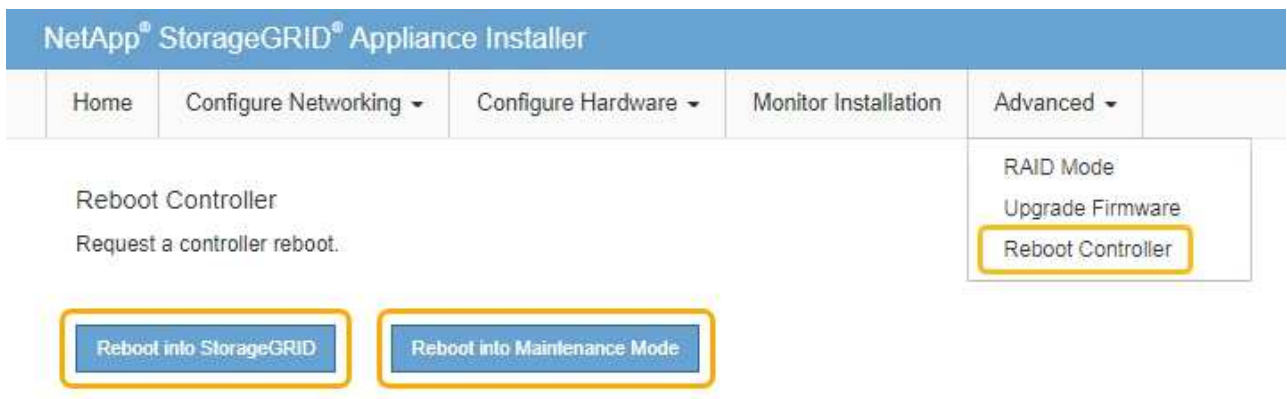 NetApp® StorageGRID® Appliance Installer
Home Configure Networking Configure Hardware Monitor Installation Advanced
RAID Mode
Upgrade Firmware
Reboot Controller
Reboot Controller
Request a controller reboot.
Reboot into StorageGRID Reboot into Maintenance Mode